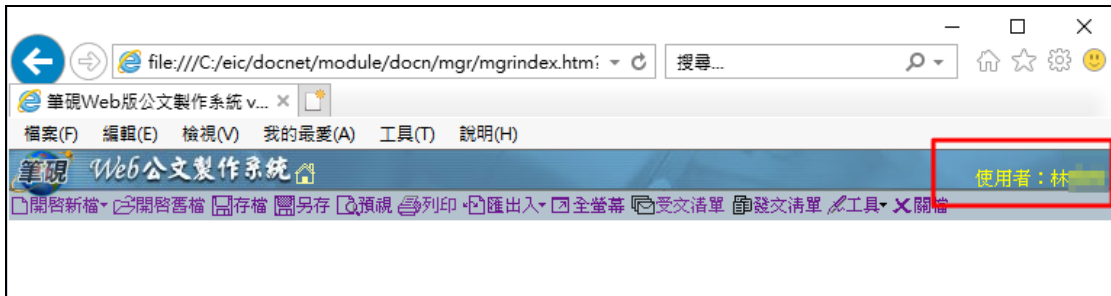 file:///C:/eic/docnet/module/docn/mgr/mgrindex.htm? 搜尋...
筆硯Web版公文製作系統 v...
檔案(F) 編輯(E) 檢視(V) 我的最愛(A) 工具(T) 說明(H)
筆硯 Web公文製作系統
使用者：林
開啓新檔 開啓舊檔 存檔 另存 預視 列印 匯出入 全螢幕 受文清單 發文清單 工具 關檔